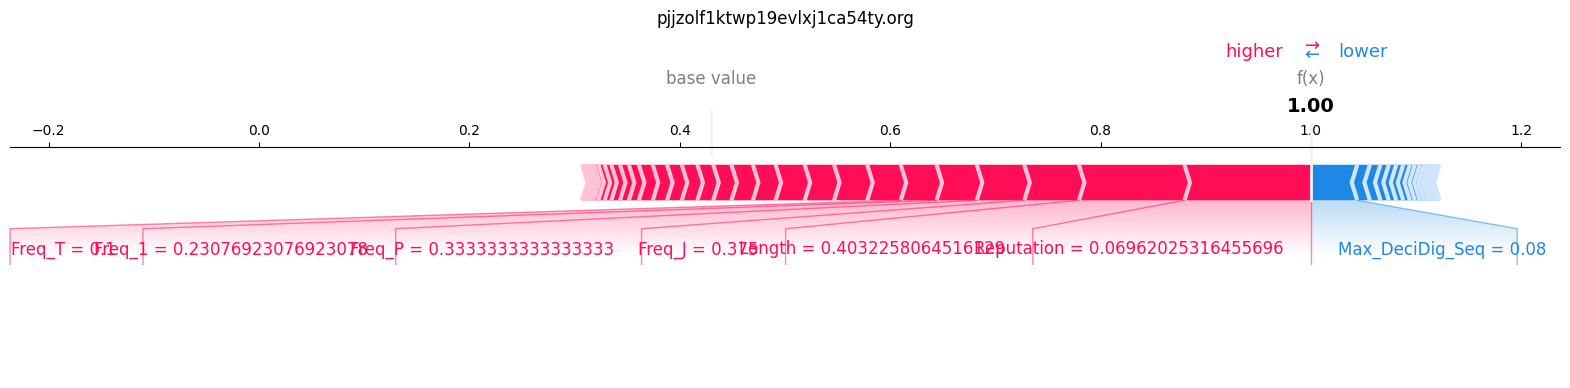 pjjzolf1ktwp19evlxj1ca54ty.org
higher ⇄ lower
base value f(x)
1.00
−0.2 0.0 0.2 0.4 0.6 0.8 1.0 1.2
Freq_T = 0.1 Freq_1 = 0.23076923076923078 Freq_P = 0.3333333333333333 Freq_J = 0.375 Length = 0.4032258064516129 Reputation = 0.06962025316455696 Max_DeciDig_Seq = 0.08